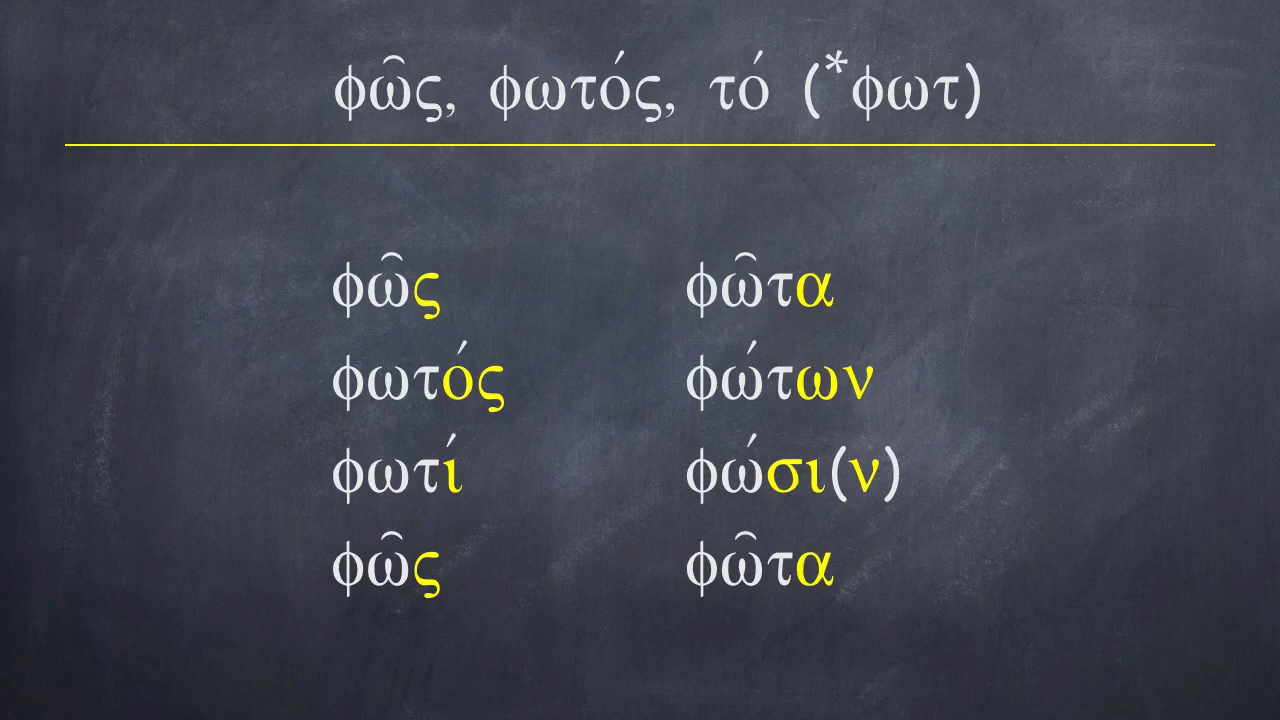 φῶς, φωτός, τό (*φωτ)
φῶς φῶτα
φωτός φώτων
φωτί φώσι(ν)
φῶς φῶτα